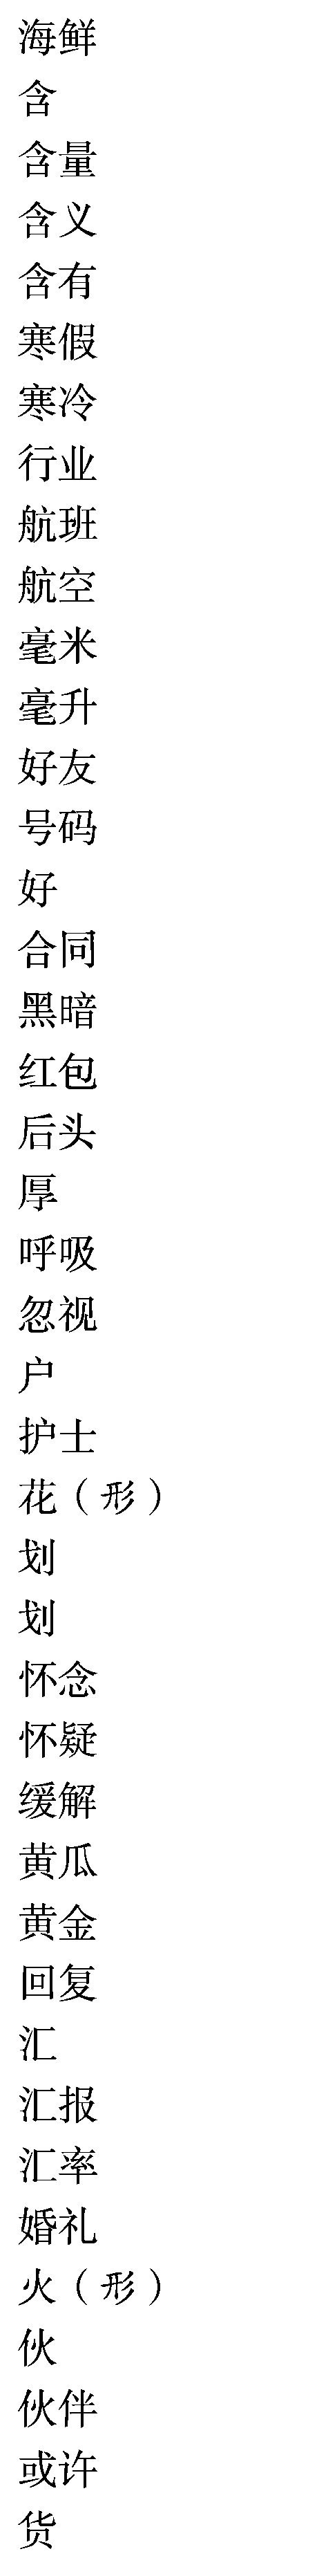 海鲜
含
含量
含义
含有
寒假
寒冷
行业
航班
航空
毫米
毫升
好友
号码
好
合同
黑暗
红包
后头
厚
呼吸
忽视
户
护士
花（形）
划
划
怀念
怀疑
缓解
黄瓜
黄金
回复
汇
汇报
汇率
婚礼
火（形）
伙
伙伴
或许
货